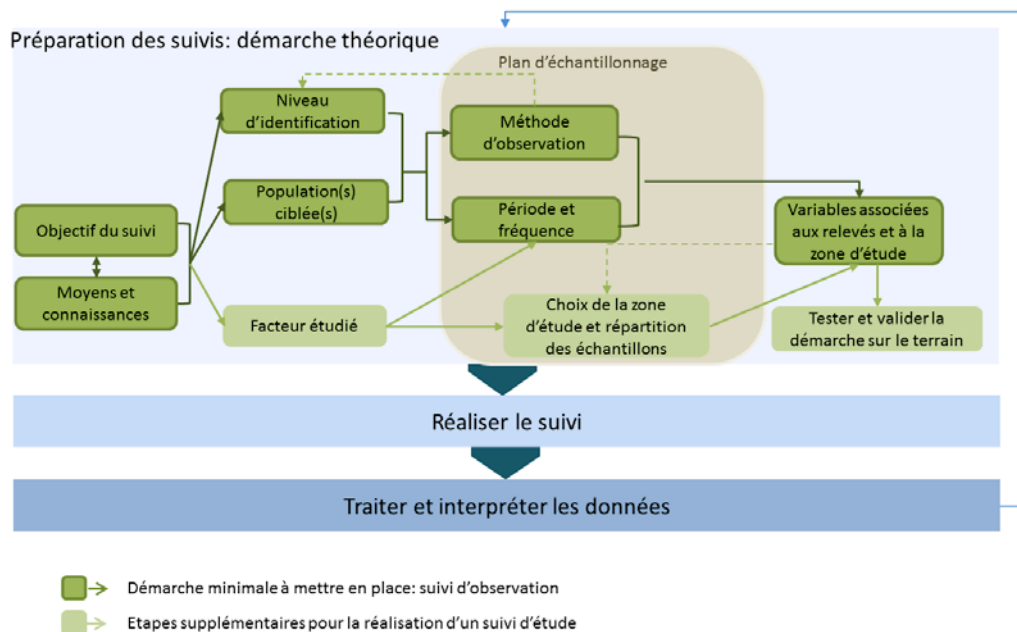 Préparation des suivis: démarche théorique
Plan d'échantillonnage
Niveau
d'identification
Méthode
d'observation
Population(s)
ciblée(s)
Période et
fréquence
Variables associées
aux relevés et à la
zone d'étude
Objectif du suivi
Moyens et
connaissances
Facteur étudié
Choix de la zone
d'étude et répartition
des échantillons
Tester et valider la
démarche sur le terrain
Réaliser le suivi
Traiter et interpréter les données
Démarche minimale à mettre en place: suivi d'observation
Etapes supplémentaires pour la réalisation d'un suivi d'étude